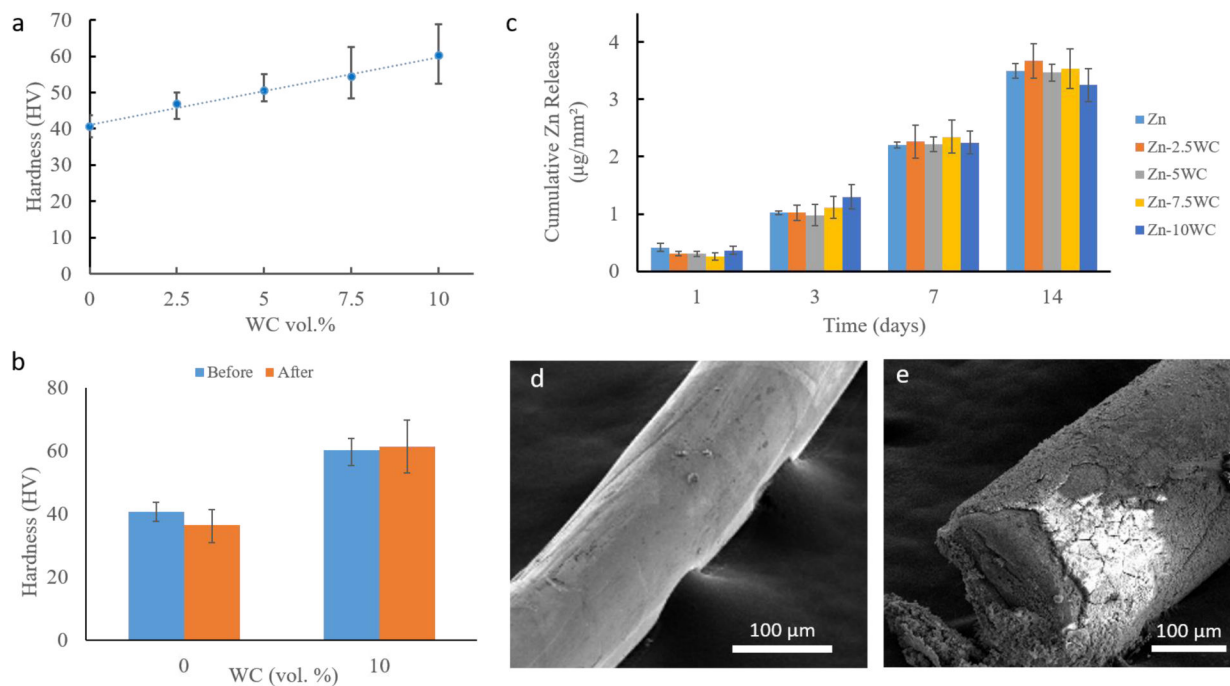 a
70
60
50
40
30
20
10
0
Hardness (HV)
0 2.5 5 7.5 10
WC vol.%
c
4
3
2
1
0
Cumulative Zn Release
(μg/mm²)
1 3 7 14
Time (days)
Zn
Zn-2.5WC
Zn-5WC
Zn-7.5WC
Zn-10WC
b
Before After
80
60
40
20
0
Hardness (HV)
0 10
WC (vol. %)
d
100 μm
e
100 μm